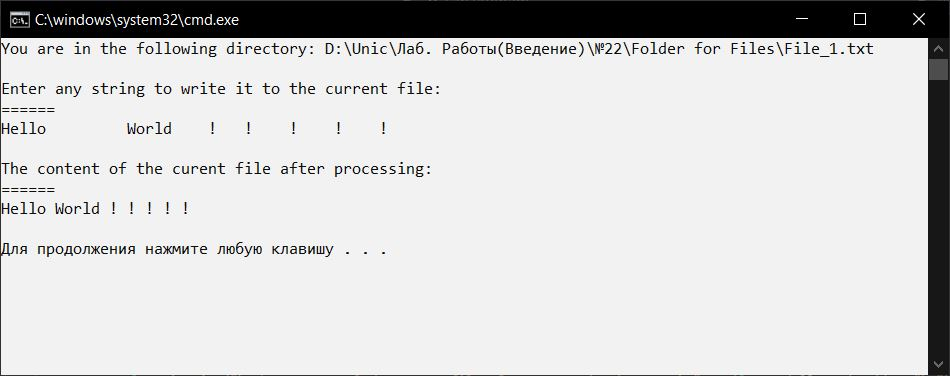 C:\windows\system32\cmd.exe
You are in the following directory: D:\Unic\Лаб. Работы(Введение)\№22\Folder for Files\File_1.txt
Enter any string to write it to the current file:
======
Hello         World    !   !    !    !    !
The content of the curent file after processing:
======
Hello World ! ! ! ! !
Для продолжения нажмите любую клавишу . . .